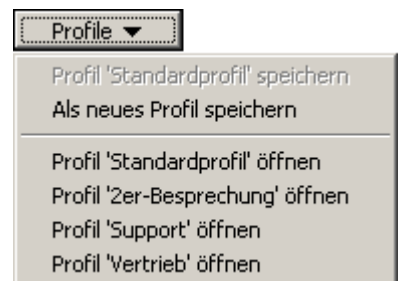 Profile
Profil 'Standardprofil' speichern
Als neues Profil speichern
Profil 'Standardprofil' öffnen
Profil '2er-Besprechung' öffnen
Profil 'Support' öffnen
Profil 'Vertrieb' öffnen